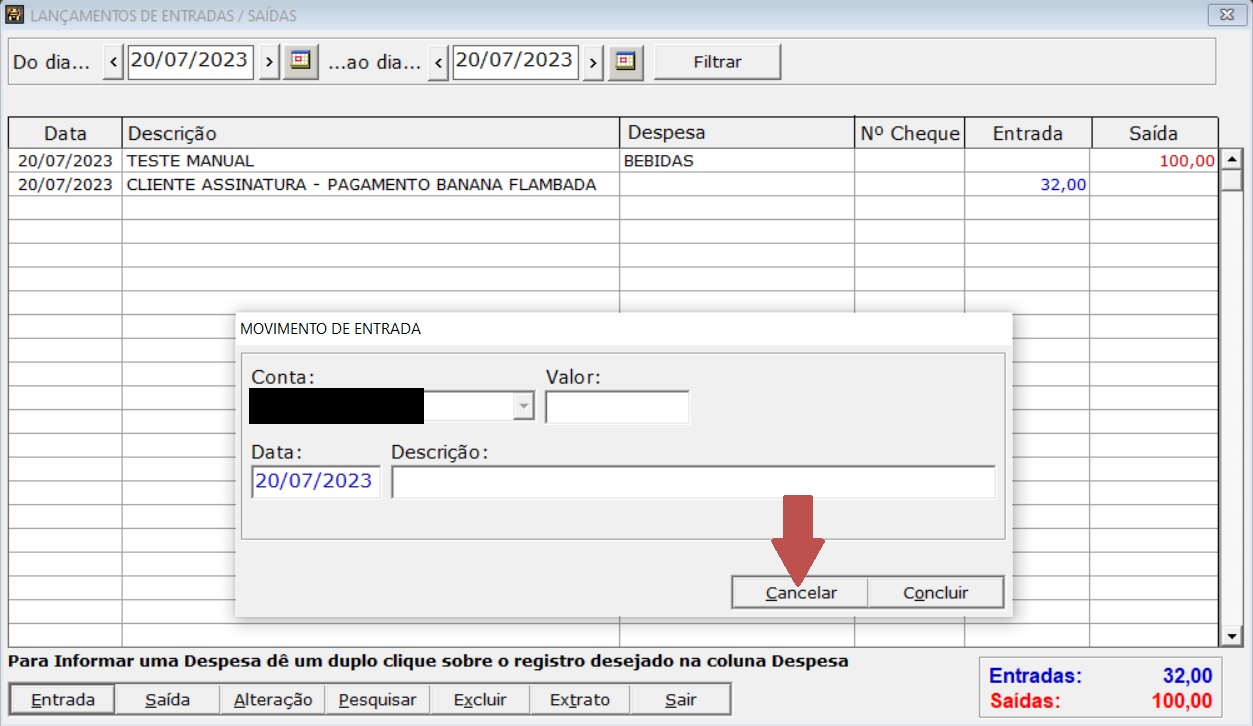 LANÇAMENTOS DE ENTRADAS / SAÍDAS
Do dia... < 20/07/2023 > ...ao dia... < 20/07/2023 > Filtrar
Data Descrição Despesa Nº Cheque Entrada Saída
20/07/2023 TESTE MANUAL BEBIDAS 100,00
20/07/2023 CLIENTE ASSINATURA - PAGAMENTO BANANA FLAMBADA 32,00
MOVIMENTO DE ENTRADA
Conta: Valor:
Data: Descrição:
20/07/2023
Cancelar Concluir
Para Informar uma Despesa dê um duplo clique sobre o registro desejado na coluna Despesa
Entradas: 32,00
Saídas: 100,00
Entrada Saída Alteração Pesquisar Excluir Extrato Sair